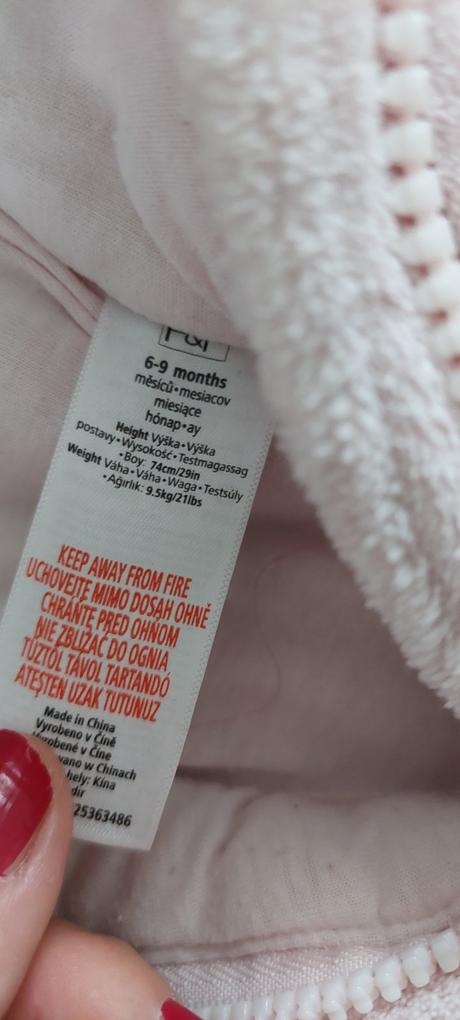 6-9 months
měsíců•mesiacov
miesiące
hónap•ay
Height Výška•Výška
postavy•Wysokość•Testmagassag
•Boy: 74cm/29in
Weight Váha•Váha•Waga•Testsúly
•Ağırlık: 9.5kg/21lbs
KEEP AWAY FROM FIRE
UCHOVEJTE MIMO DOSAH OHNĚ
CHRÁŇTE PRED OHŇOM
NIE ZBLIŻAĆ DO OGNIA
TŰZTŐL TÁVOL TARTANDÓ
ATEŞTEN UZAK TUTUNUZ
Made in China
Vyrobeno v Číně
v Číne
w Chinach
hely: Kína
25363486